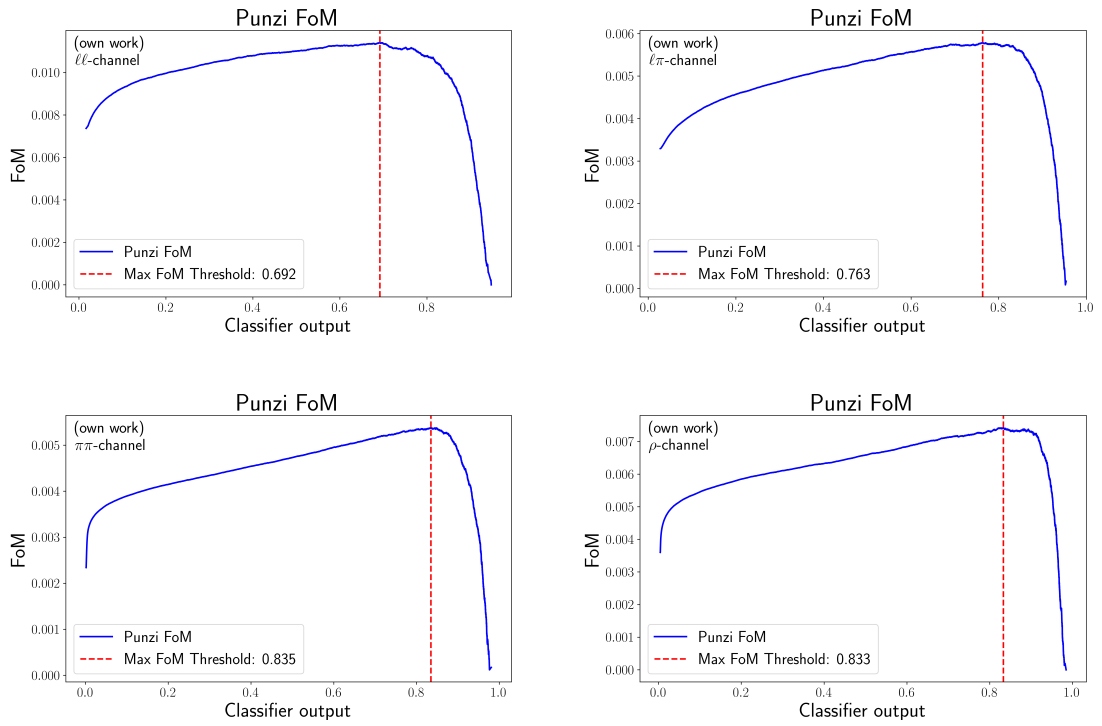 Punzi FoM
(own work)
ℓℓ-channel
FoM
0.010
0.008
0.006
0.004
0.002
0.000
Punzi FoM
Max FoM Threshold: 0.692
0.0 0.2 0.4 0.6 0.8
Classifier output
Punzi FoM
(own work)
ℓπ-channel
FoM
0.006
0.005
0.004
0.003
0.002
0.001
0.000
Punzi FoM
Max FoM Threshold: 0.763
0.0 0.2 0.4 0.6 0.8 1.0
Classifier output
Punzi FoM
(own work)
ππ-channel
FoM
0.005
0.004
0.003
0.002
0.001
0.000
Punzi FoM
Max FoM Threshold: 0.835
0.0 0.2 0.4 0.6 0.8 1.0
Classifier output
Punzi FoM
(own work)
ρ-channel
FoM
0.007
0.006
0.005
0.004
0.003
0.002
0.001
0.000
Punzi FoM
Max FoM Threshold: 0.833
0.0 0.2 0.4 0.6 0.8 1.0
Classifier output